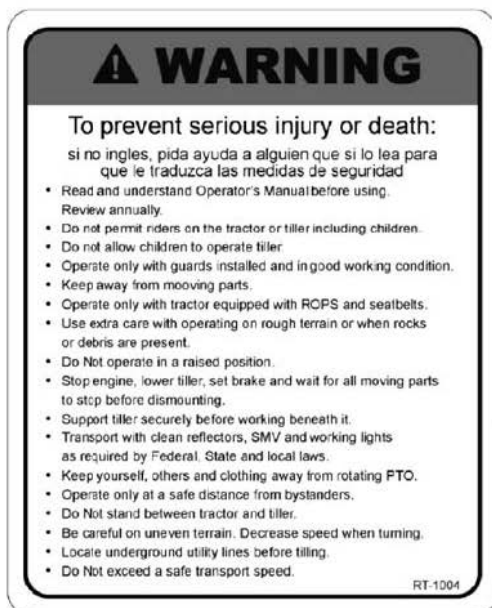 WARNING
To prevent serious injury or death:
si no ingles, pida ayuda a alguien que si lo lea para
que le traduzca las medidas de seguridad
• Read and understand Operator's Manual before using.
Review annually.
• Do not permit riders on the tractor or tiller including children.
• Do not allow children to operate tiller.
• Operate only with guards installed and in good working condition.
• Keep away from mooving parts.
• Operate only with tractor equipped with ROPS and seatbelts.
• Use extra care with operating on rough terrain or when rocks
or debris are present.
• Do Not operate in a raised position.
• Stop engine, lower tiller, set brake and wait for all moving parts
to stop before dismounting.
• Support tiller securely before working beneath it.
• Transport with clean reflectors, SMV and working lights
as required by Federal, State and local laws.
• Keep yourself, others and clothing away from rotating PTO.
• Operate only at a safe distance from bystanders.
• Do Not stand between tractor and tiller.
• Be careful on uneven terrain. Decrease speed when turning.
• Locate underground utility lines before tilling.
• Do Not exceed a safe transport speed.
RT-1004